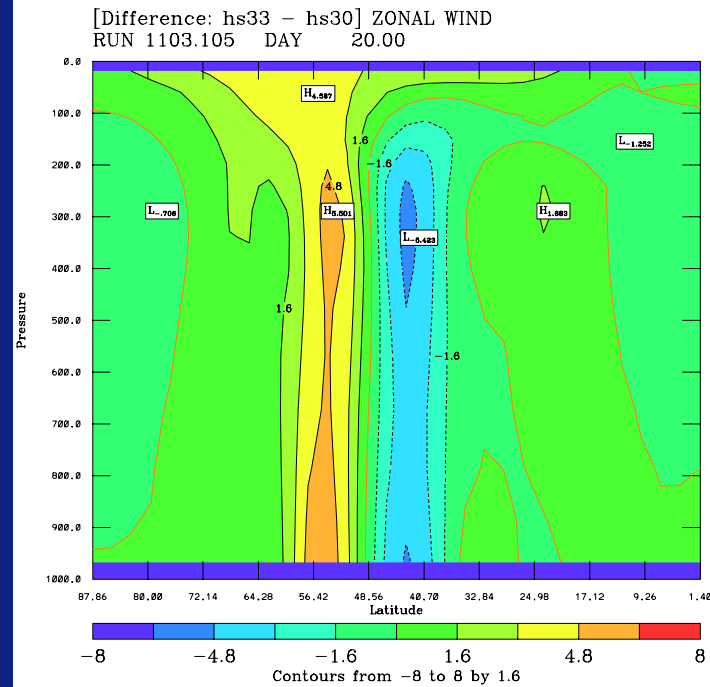 [Difference: hs33 − hs30] ZONAL WIND
RUN 1103.105 DAY 20.00
0.0
100.0
200.0
300.0
400.0
500.0
600.0
700.0
800.0
900.0
1000.0
Pressure
H4.587
1.6
−1.6
L−1.252
4.8
L−.706
H5.501
L−5.423
H1.683
1.6
−1.6
87.86 80.00 72.14 64.28 56.42 48.56 40.70 32.84 24.98 17.12 9.26 1.40
Latitude
−8 −4.8 −1.6 1.6 4.8 8
Contours from −8 to 8 by 1.6